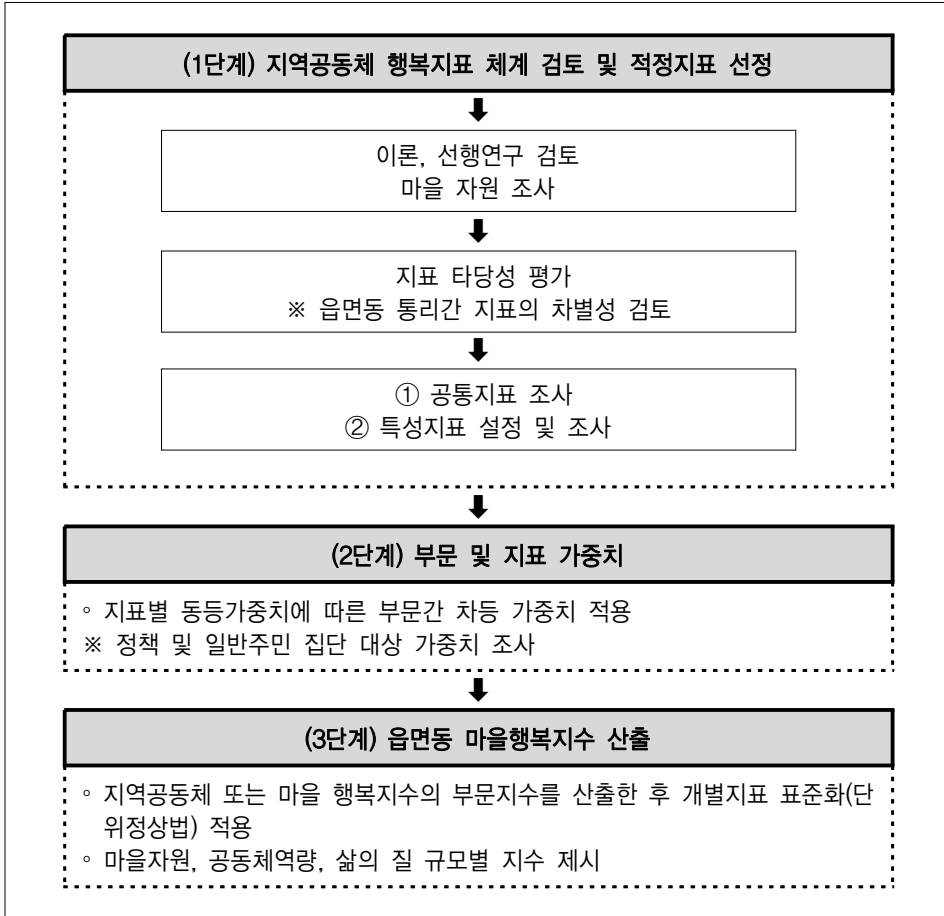 (1단계) 지역공동체 행복지표 체계 검토 및 적정지표 선정
이론, 선행연구 검토
마을 자원 조사
지표 타당성 평가
※ 읍면동 통리간 지표의 차별성 검토
① 공통지표 조사
② 특성지표 설정 및 조사
(2단계) 부문 및 지표 가중치
◦ 지표별 동등가중치에 따른 부문간 차등 가중치 적용
※ 정책 및 일반주민 집단 대상 가중치 조사
(3단계) 읍면동 마을행복지수 산출
◦ 지역공동체 또는 마을 행복지수의 부문지수를 산출한 후 개별지표 표준화(단
위정상법) 적용
◦ 마을자원, 공동체역량, 삶의 질 규모별 지수 제시